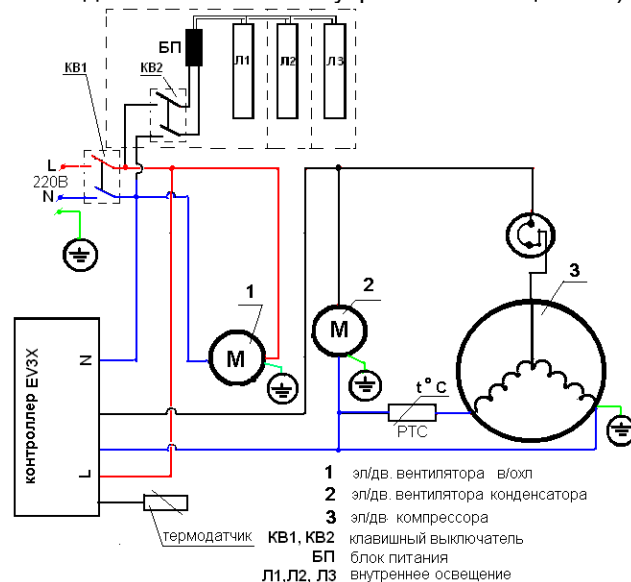 БП
КВ1
КВ2
Л1
Л2
Л3
L
220В
N
1
2
3
М
М
t°C
РТС
контроллер EV3X
N
L
термодатчик
1 эл/дв. вентилятора в/охл
2 эл/дв. вентилятора конденсатора
3 эл/дв. компрессора
КВ1, КВ2 клавишный выключатель
БП блок питания
Л1,Л2, Л3 внутреннее освещение